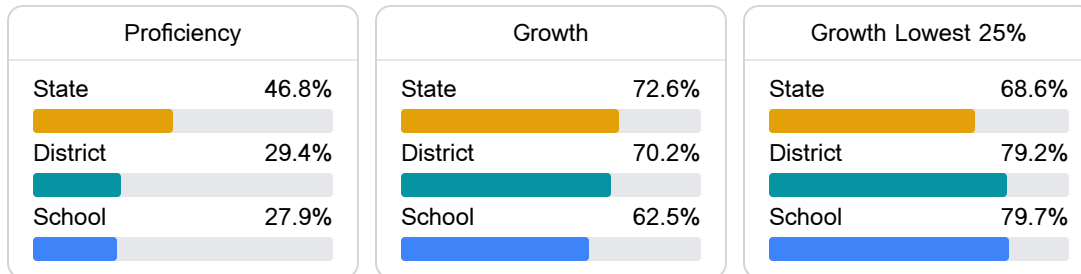 Proficiency
State 46.8%
District 29.4%
School 27.9%
Growth
State 72.6%
District 70.2%
School 62.5%
Growth Lowest 25%
State 68.6%
District 79.2%
School 79.7%